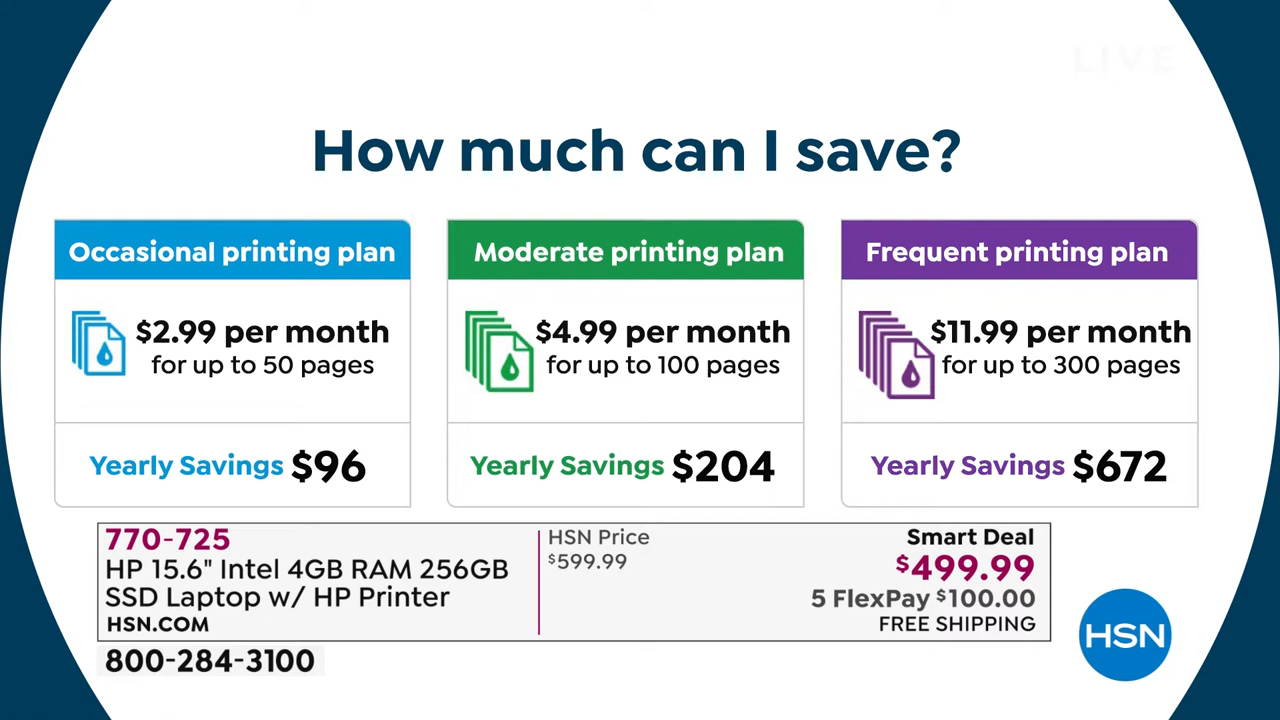 LIVE
How much can I save?
Occasional printing plan
$2.99 per month
for up to 50 pages
Yearly Savings $96
Moderate printing plan
$4.99 per month
for up to 100 pages
Yearly Savings $204
Frequent printing plan
$11.99 per month
for up to 300 pages
Yearly Savings $672
770-725
HP 15.6" Intel 4GB RAM 256GB
SSD Laptop w/ HP Printer
HSN.COM
HSN Price
$599.99
Smart Deal
$499.99
5 FlexPay $100.00
FREE SHIPPING
800-284-3100
HSN